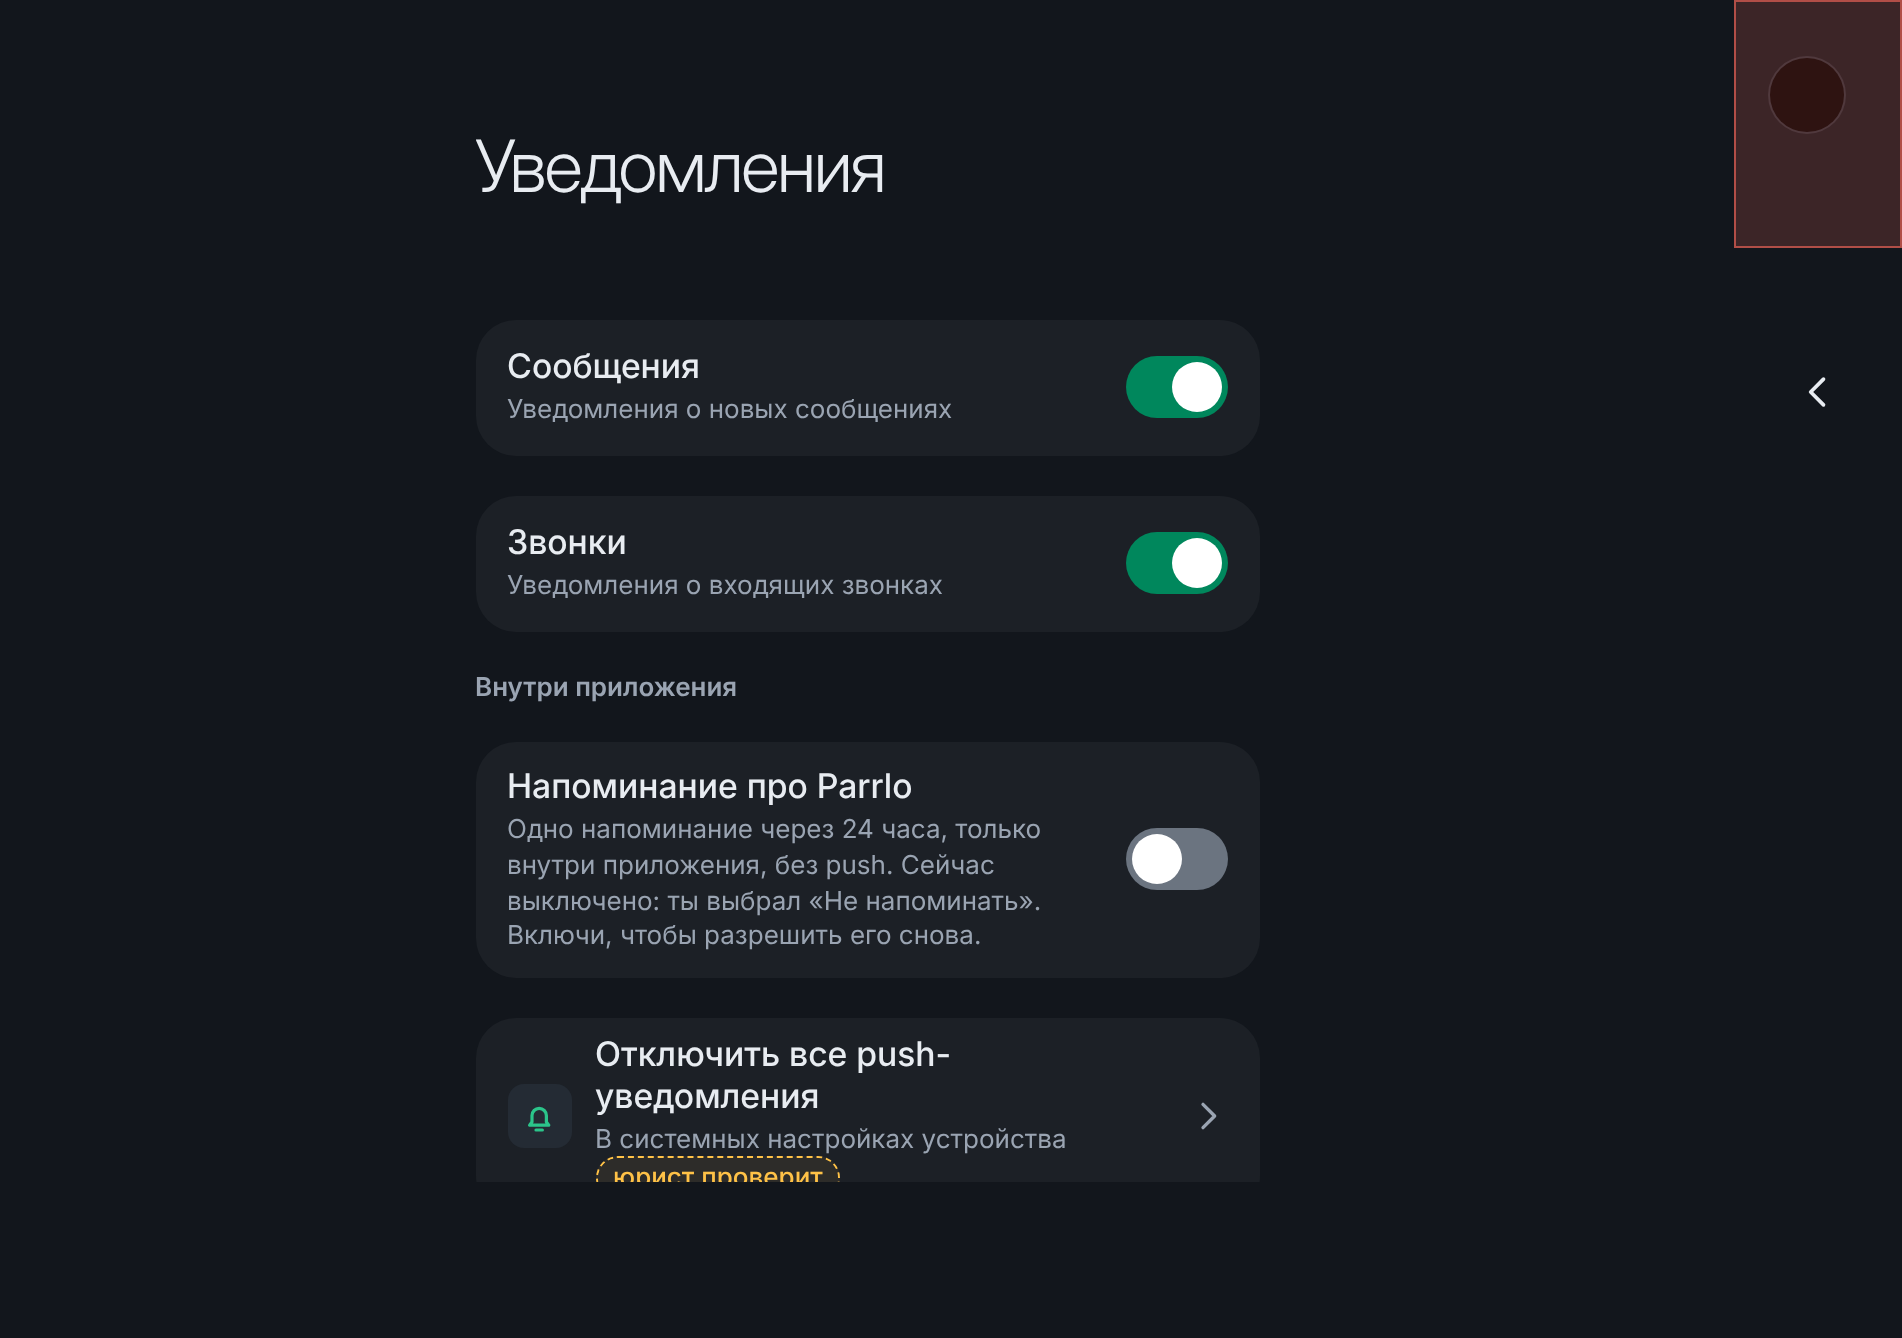 Уведомления
Сообщения
Уведомления о новых сообщениях
Звонки
Уведомления о входящих звонках
Внутри приложения
Напоминание про Parrlo
Одно напоминание через 24 часа, только
внутри приложения, без push. Сейчас
выключено: ты выбрал «Не напоминать».
Включи, чтобы разрешить его снова.
Отключить все push-
уведомления
В системных настройках устройства
юрист проверит